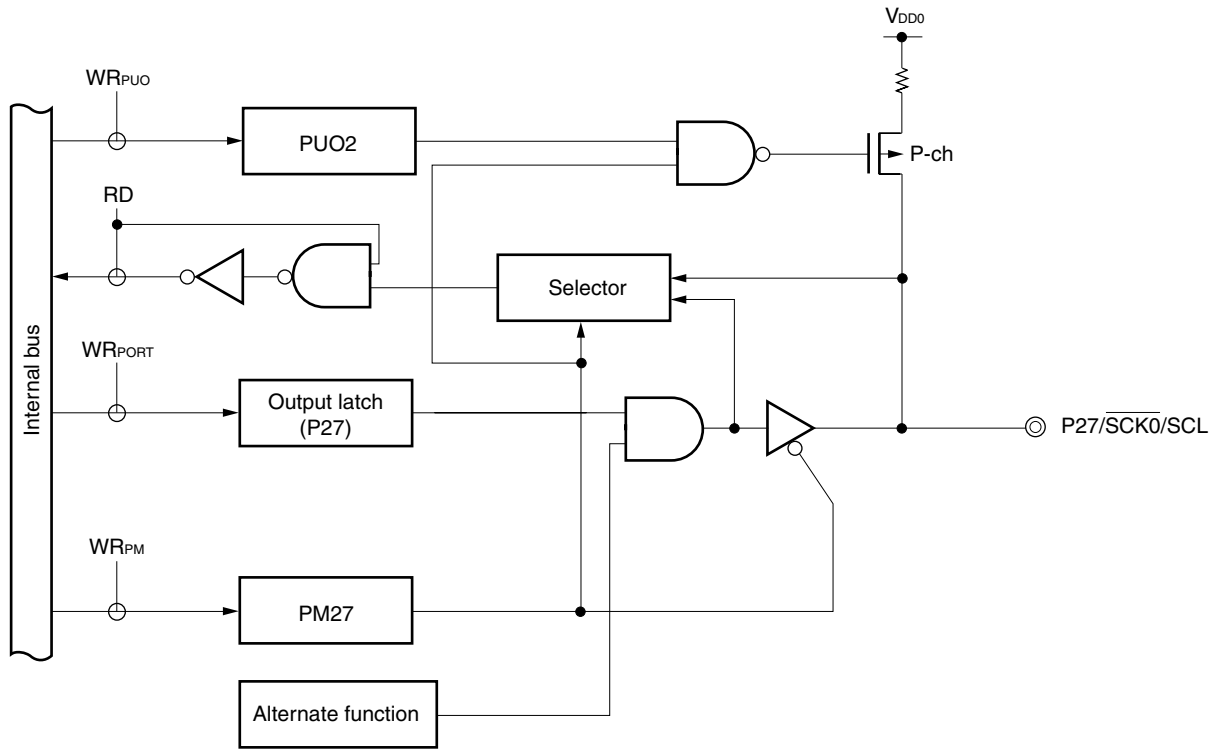 VDD0
WRPUO
PUO2
P-ch
RD
Selector
Internal bus
WRPORT
Output latch
(P27)
P27/SCK0/SCL
WRPM
PM27
Alternate function